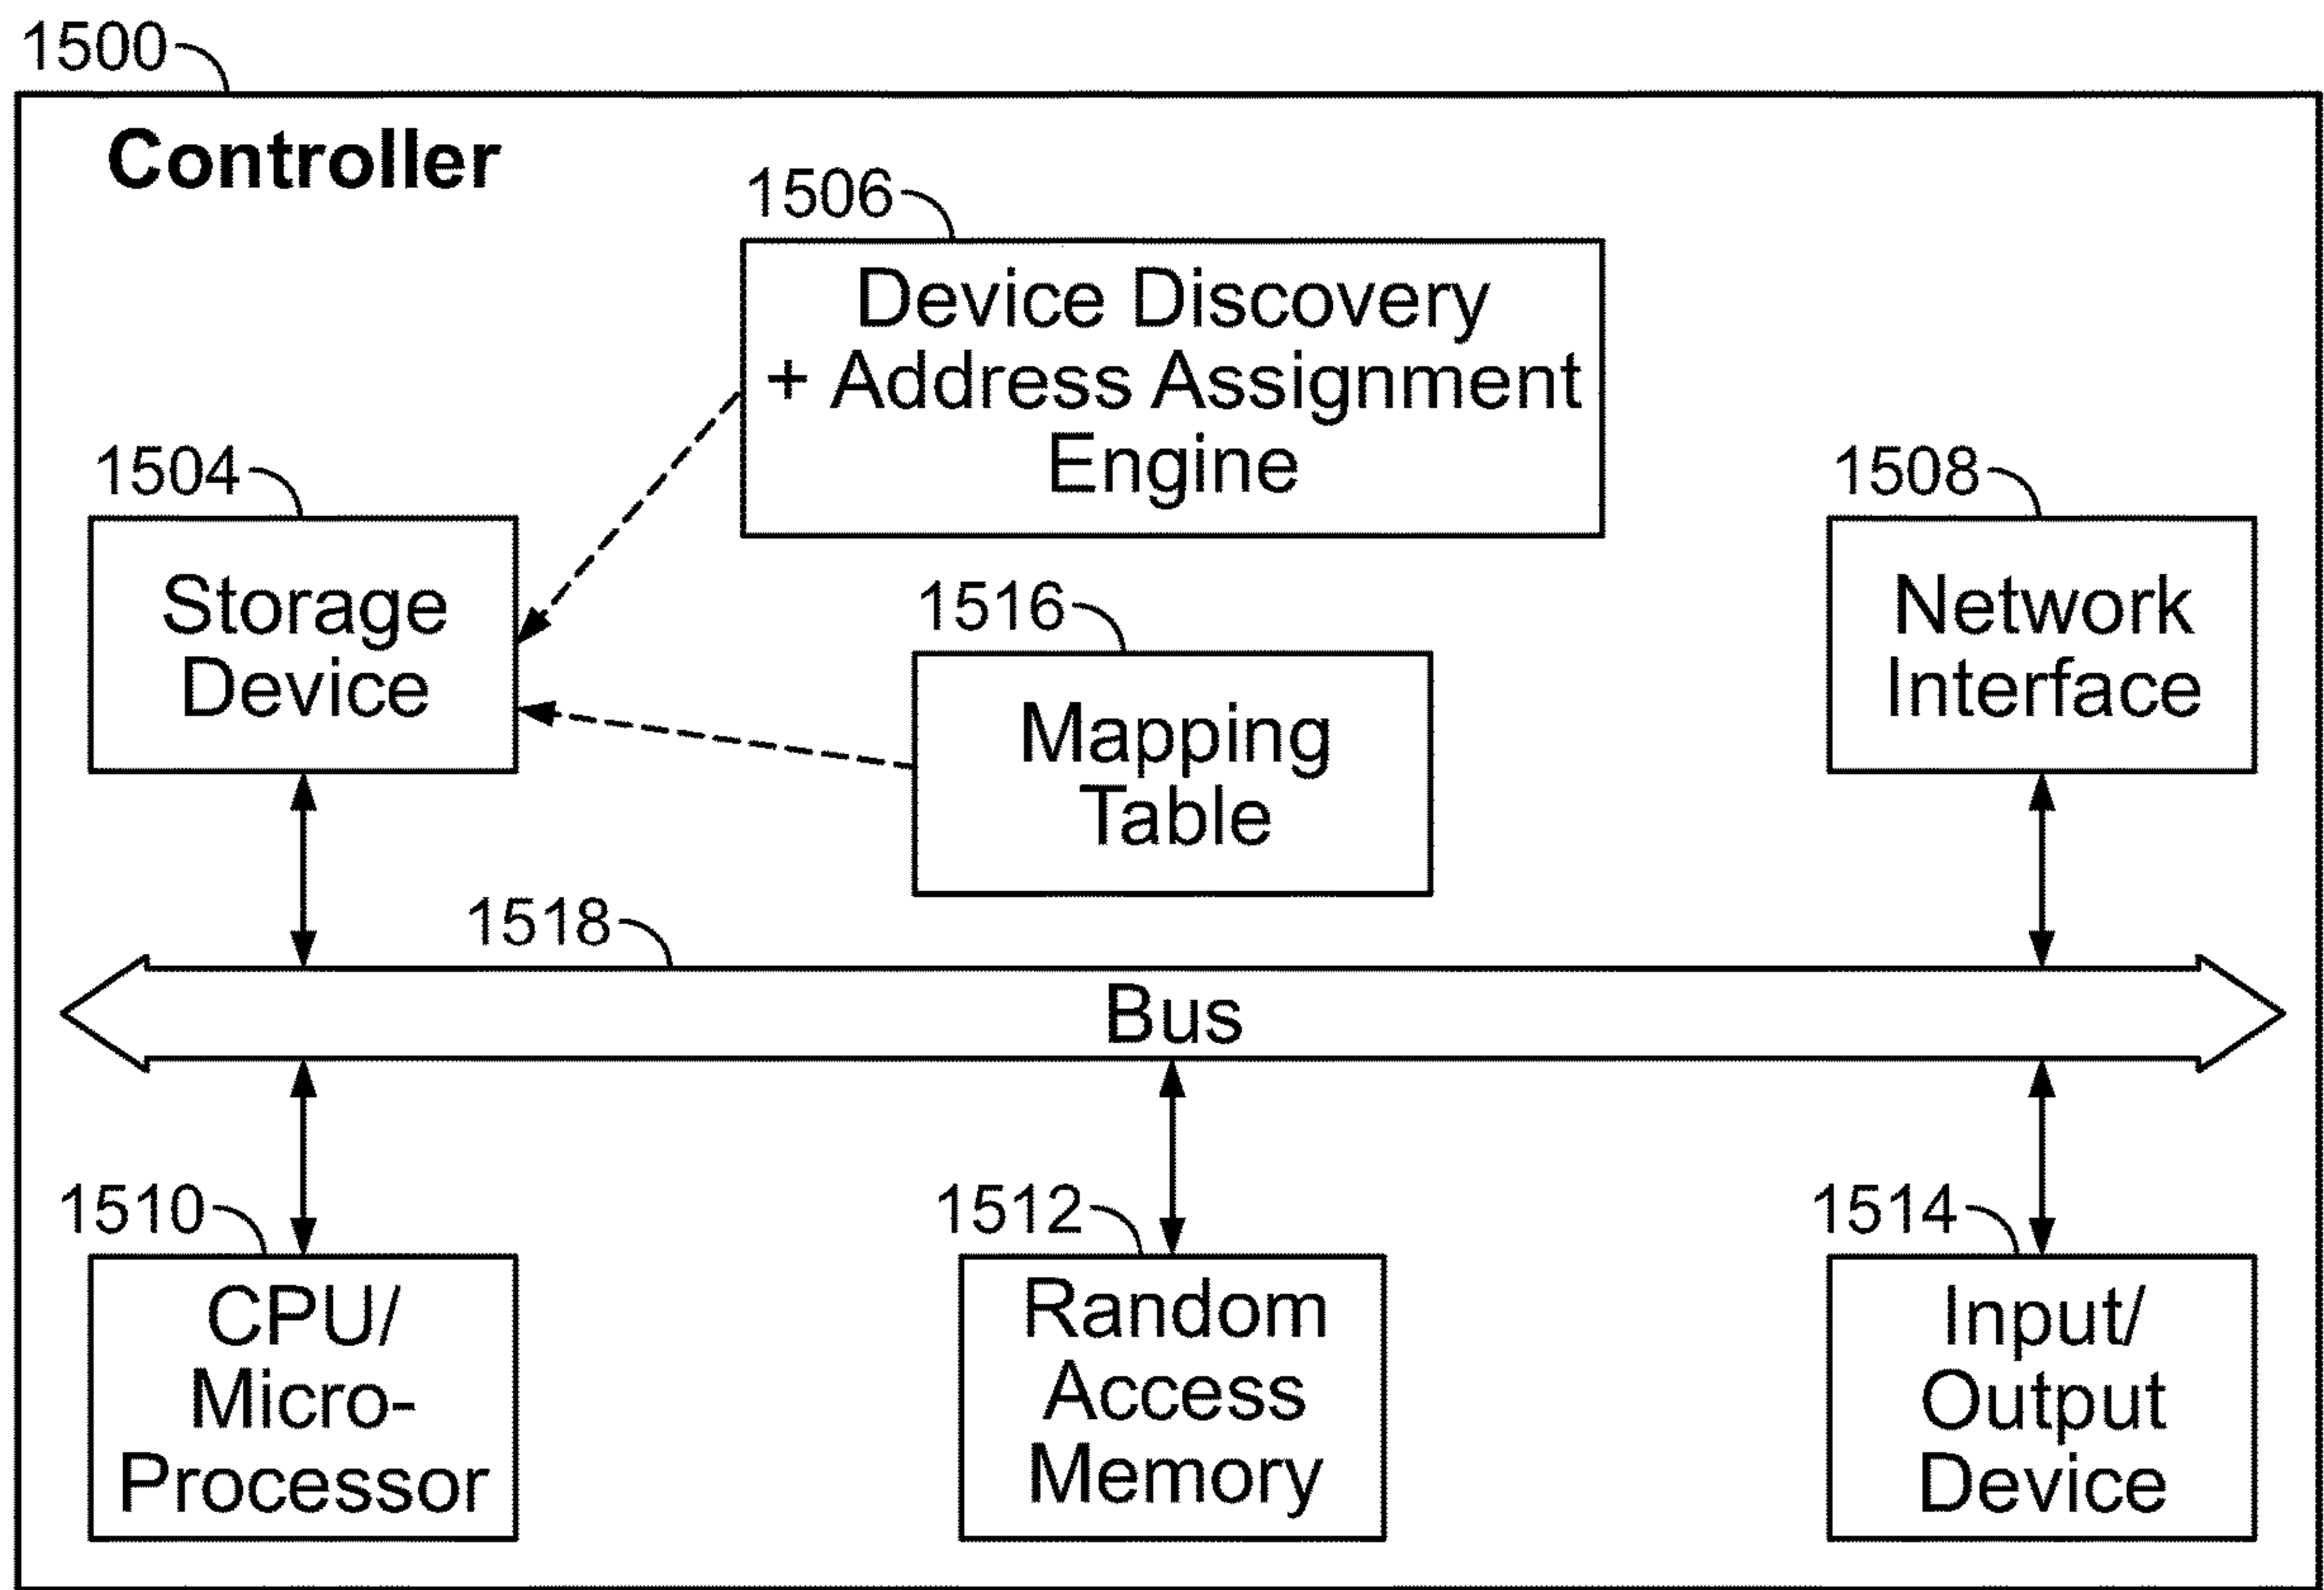 1500
Controller
1506
Device Discovery
+ Address Assignment
Engine
1504
Storage
Device
1508
Network
Interface
1516
Mapping
Table
1518
Bus
1510
CPU/
Micro-
Processor
1512
Random
Access
Memory
1514
Input/
Output
Device